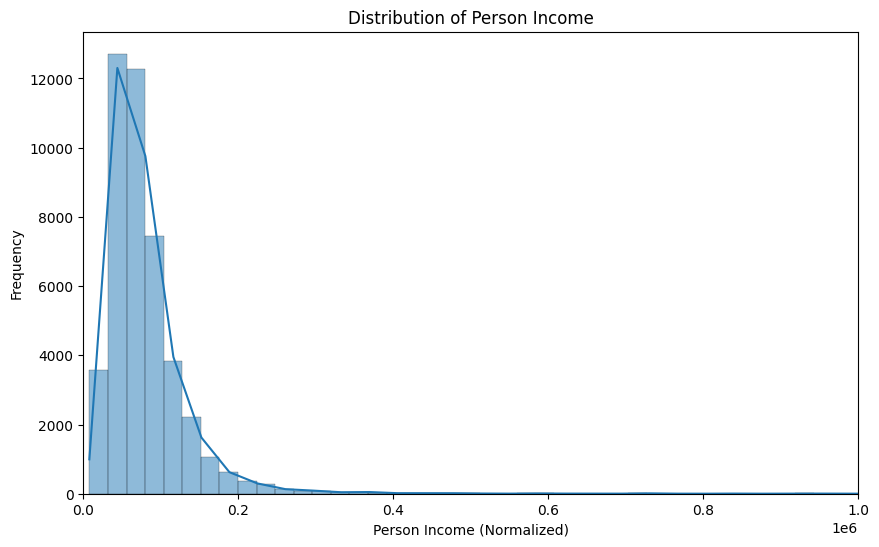 Distribution of Person Income
12000
10000
8000
6000
4000
2000
0
Frequency
0.0 0.2 0.4 0.6 0.8 1.0
1e6
Person Income (Normalized)